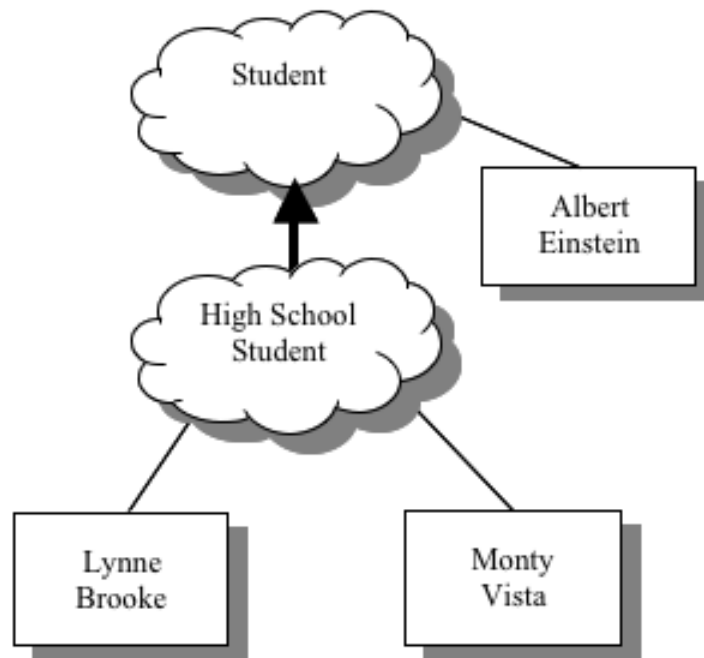 Student
Albert
Einstein
High School
Student
Lynne
Brooke
Monty
Vista